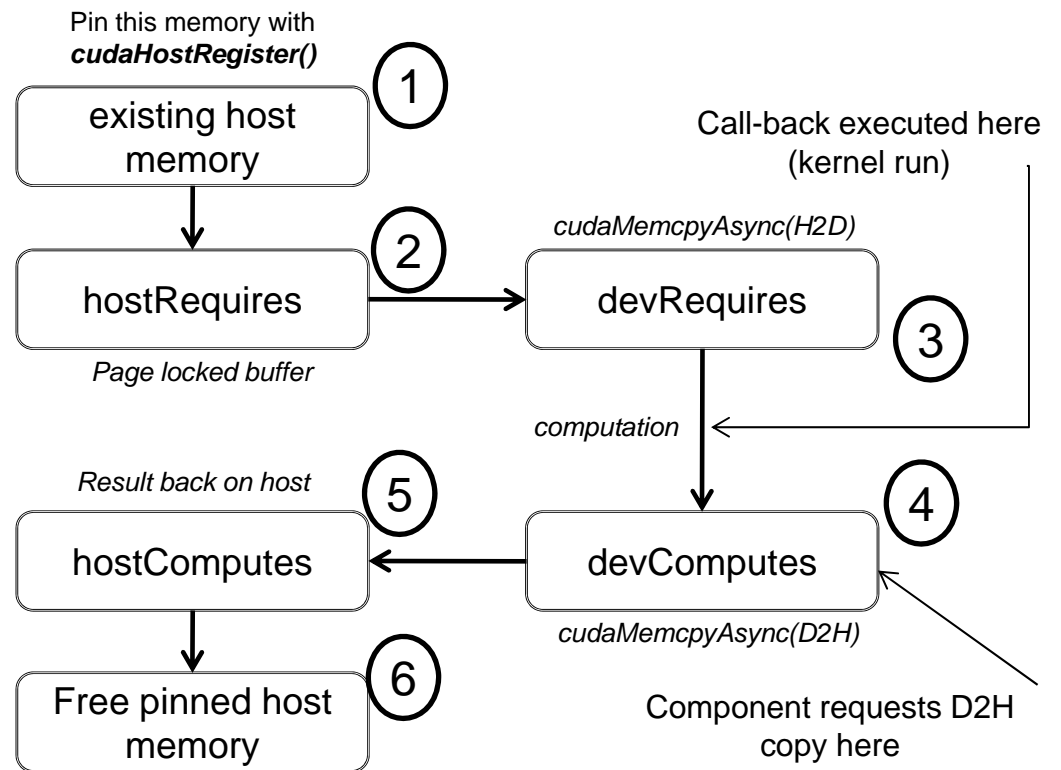 Pin this memory with
cudaHostRegister()
1
existing host
memory
Call-back executed here
(kernel run)
2
cudaMemcpyAsync(H2D)
hostRequires
devRequires
3
Page locked buffer
computation
Result back on host
5
4
hostComputes
devComputes
cudaMemcpyAsync(D2H)
6
Free pinned host
memory
Component requests D2H
copy here